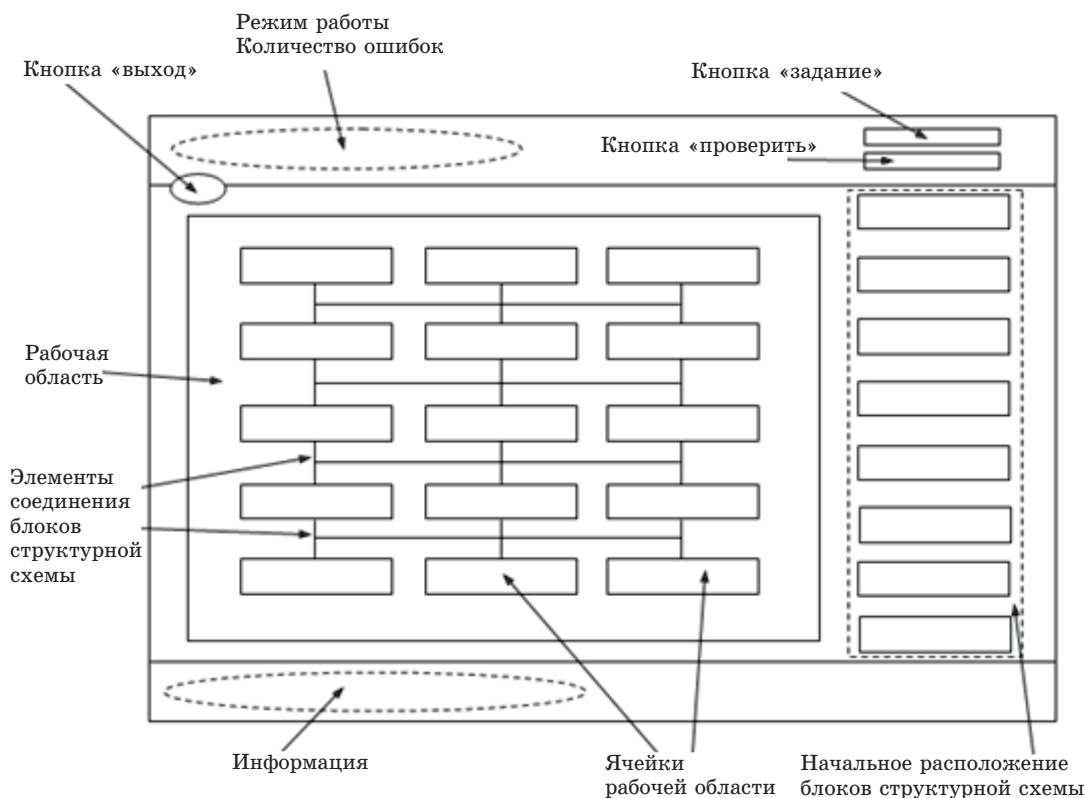 Режим работы
Количество ошибок
Кнопка «выход»
Кнопка «задание»
Кнопка «проверить»
Рабочая
область
Элементы
соединения
блоков
структурной
схемы
Информация
Ячейки
рабочей области
Начальное расположение
блоков структурной схемы